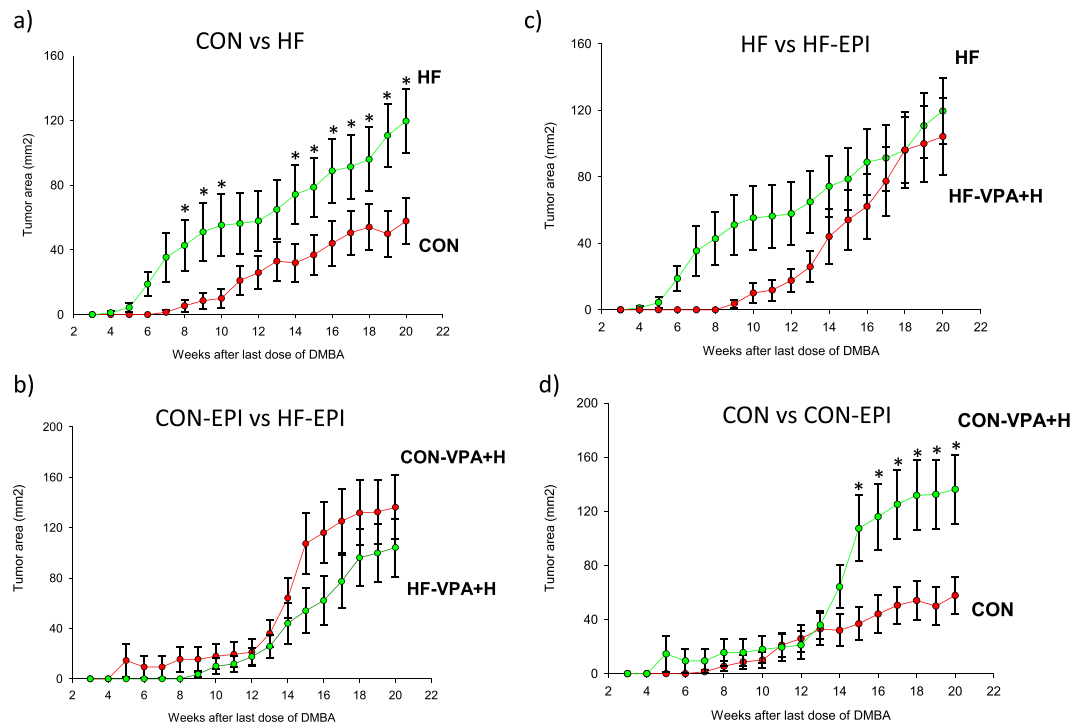 a)
CON vs HF
160
120
80
40
0
Tumor area (mm2)
HF
CON
* * * * * * * * * *
2 4 6 8 10 12 14 16 18 20 22
Weeks after last dose of DMBA
c)
HF vs HF-EPI
160
120
80
40
0
Tumor area (mm2)
HF
HF-VPA+H
2 4 6 8 10 12 14 16 18 20 22
Weeks after last dose of DMBA
b)
CON-EPI vs HF-EPI
200
160
120
80
40
0
Tumor area (mm2)
CON-VPA+H
HF-VPA+H
2 4 6 8 10 12 14 16 18 20 22
Weeks after last dose of DMBA
d)
CON vs CON-EPI
200
160
120
80
40
0
Tumor area (mm2)
CON-VPA+H
* * * * * *
CON
2 4 6 8 10 12 14 16 18 20 22
Weeks after last dose of DMBA